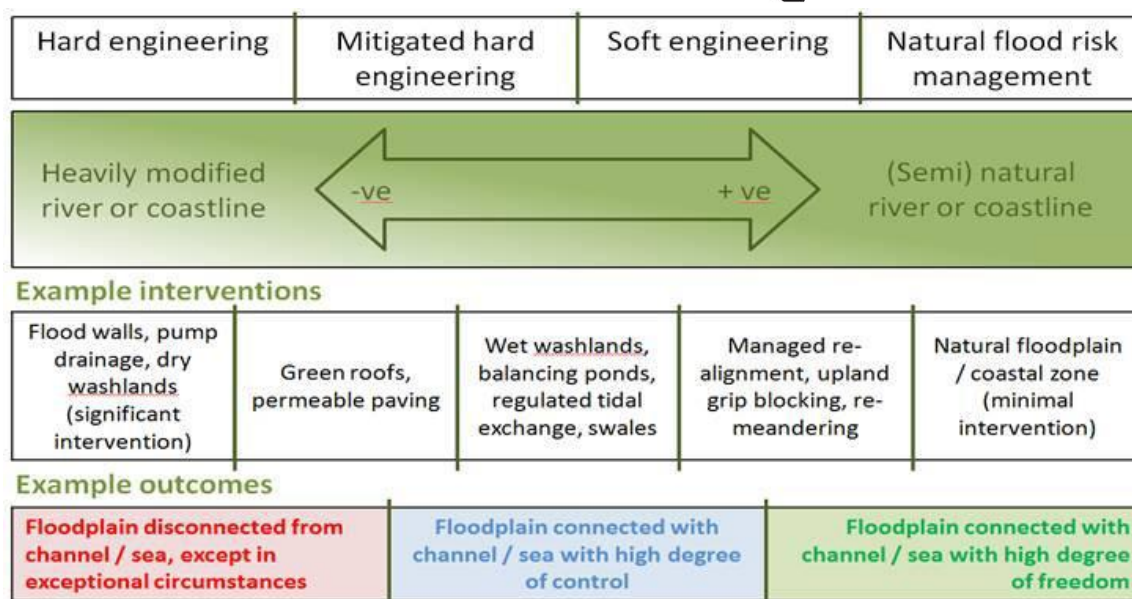 Hard engineering
Mitigated hard
engineering
Soft engineering
Natural flood risk
management
Heavily modified
river or coastline
-ve
+ ve
(Semi) natural
river or coastline
Example interventions
Flood walls, pump
drainage, dry
washlands
(significant
intervention)
Green roofs,
permeable paving
Wet washlands,
balancing ponds,
regulated tidal
exchange, swales
Managed re-
alignment, upland
grip blocking, re-
meandering
Natural floodplain
/ coastal zone
(minimal
intervention)
Example outcomes
Floodplain disconnected from
channel / sea, except in
exceptional circumstances
Floodplain connected with
channel / sea with high degree
of control
Floodplain connected with
channel / sea with high degree
of freedom